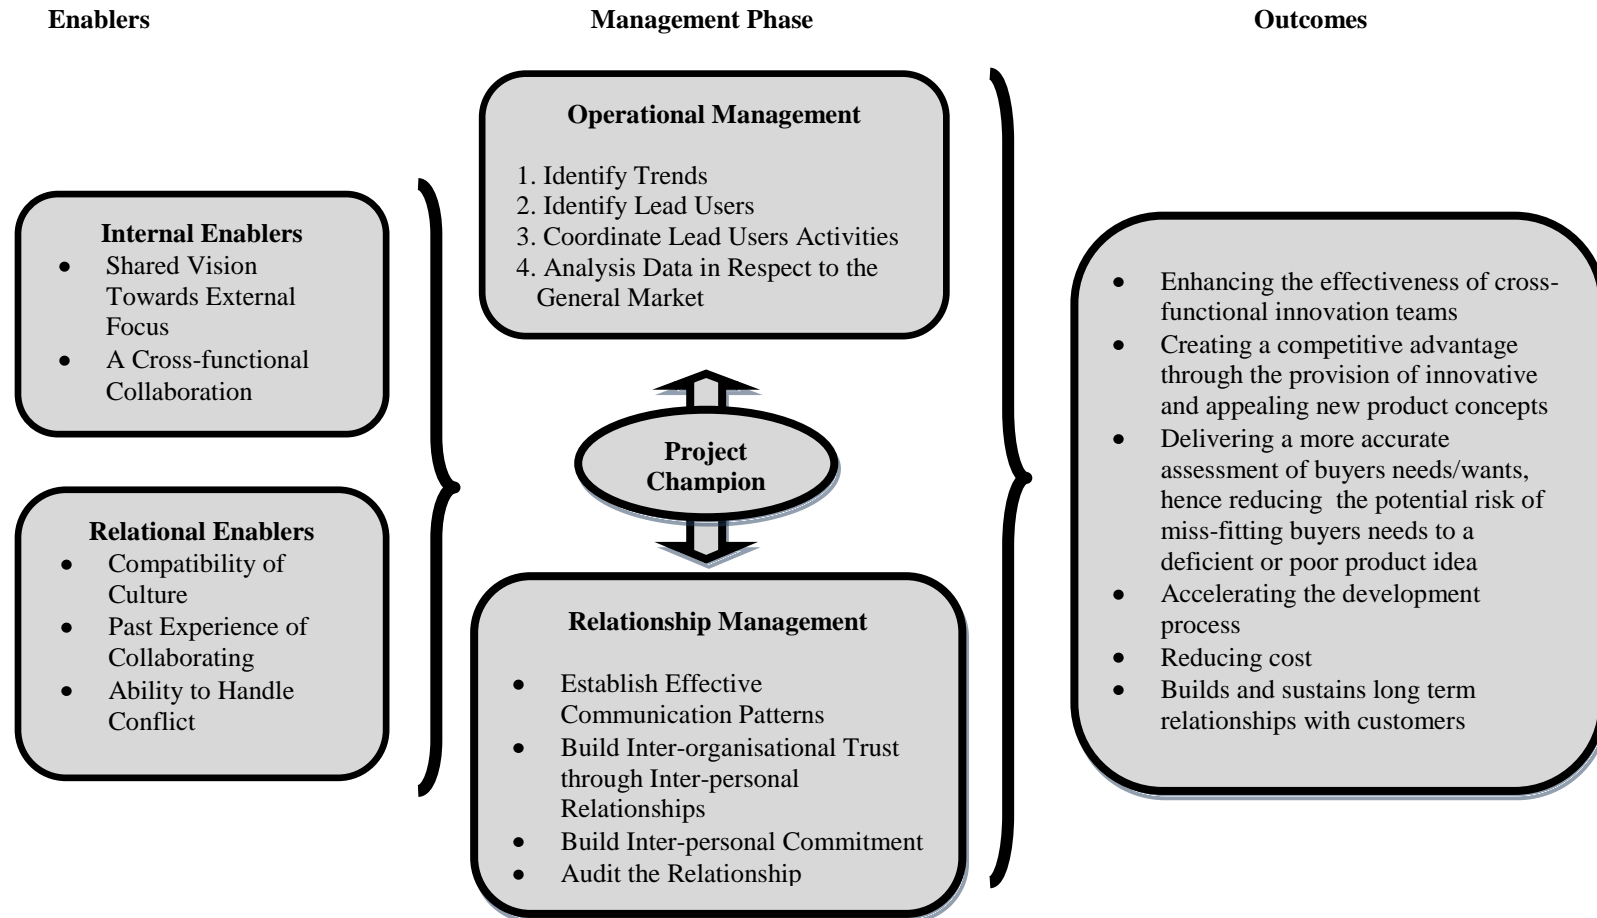 Enablers
Management Phase
Outcomes
Internal Enablers
• Shared Vision
Towards External
Focus
• A Cross-functional
Collaboration
Relational Enablers
• Compatibility of
Culture
• Past Experience of
Collaborating
• Ability to Handle
Conflict
Operational Management
1. Identify Trends
2. Identify Lead Users
3. Coordinate Lead Users Activities
4. Analysis Data in Respect to the
General Market
Project
Champion
Relationship Management
• Establish Effective
Communication Patterns
• Build Inter-organisational Trust
through Inter-personal
Relationships
• Build Inter-personal Commitment
• Audit the Relationship
• Enhancing the effectiveness of cross-
functional innovation teams
• Creating a competitive advantage
through the provision of innovative
and appealing new product concepts
• Delivering a more accurate
assessment of buyers needs/wants,
hence reducing the potential risk of
miss-fitting buyers needs to a
deficient or poor product idea
• Accelerating the development
process
• Reducing cost
• Builds and sustains long term
relationships with customers